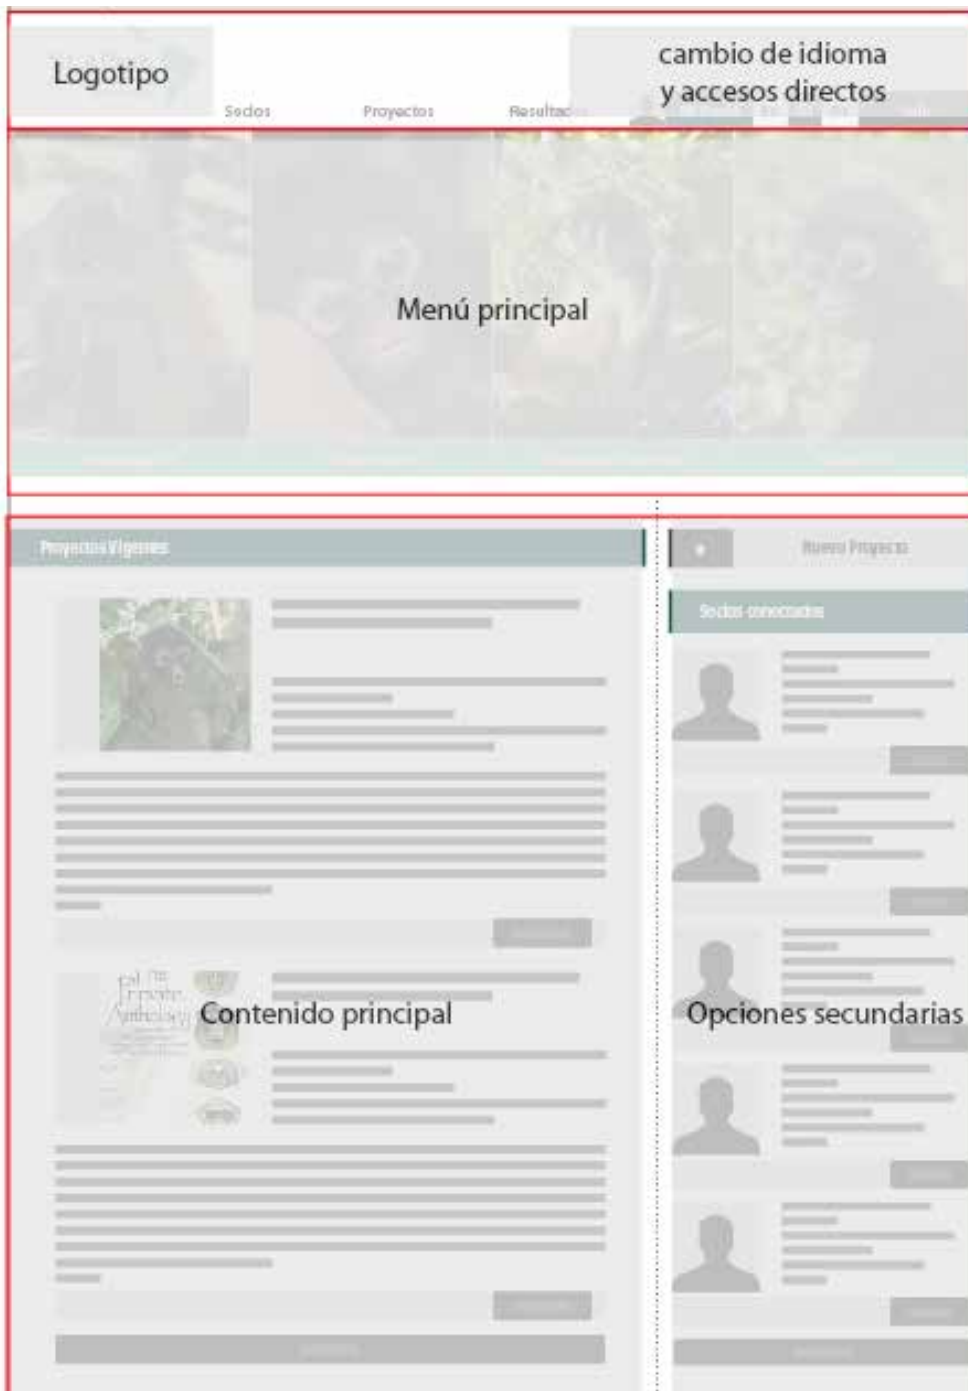 Logotipo
cambio de idioma
y accesos directos
Socios Proyectos Resultad
Menú principal
Proyectos Vigentes
Nuevo Proyecto
Socios conectados
Contenido principal
Opciones secundarias